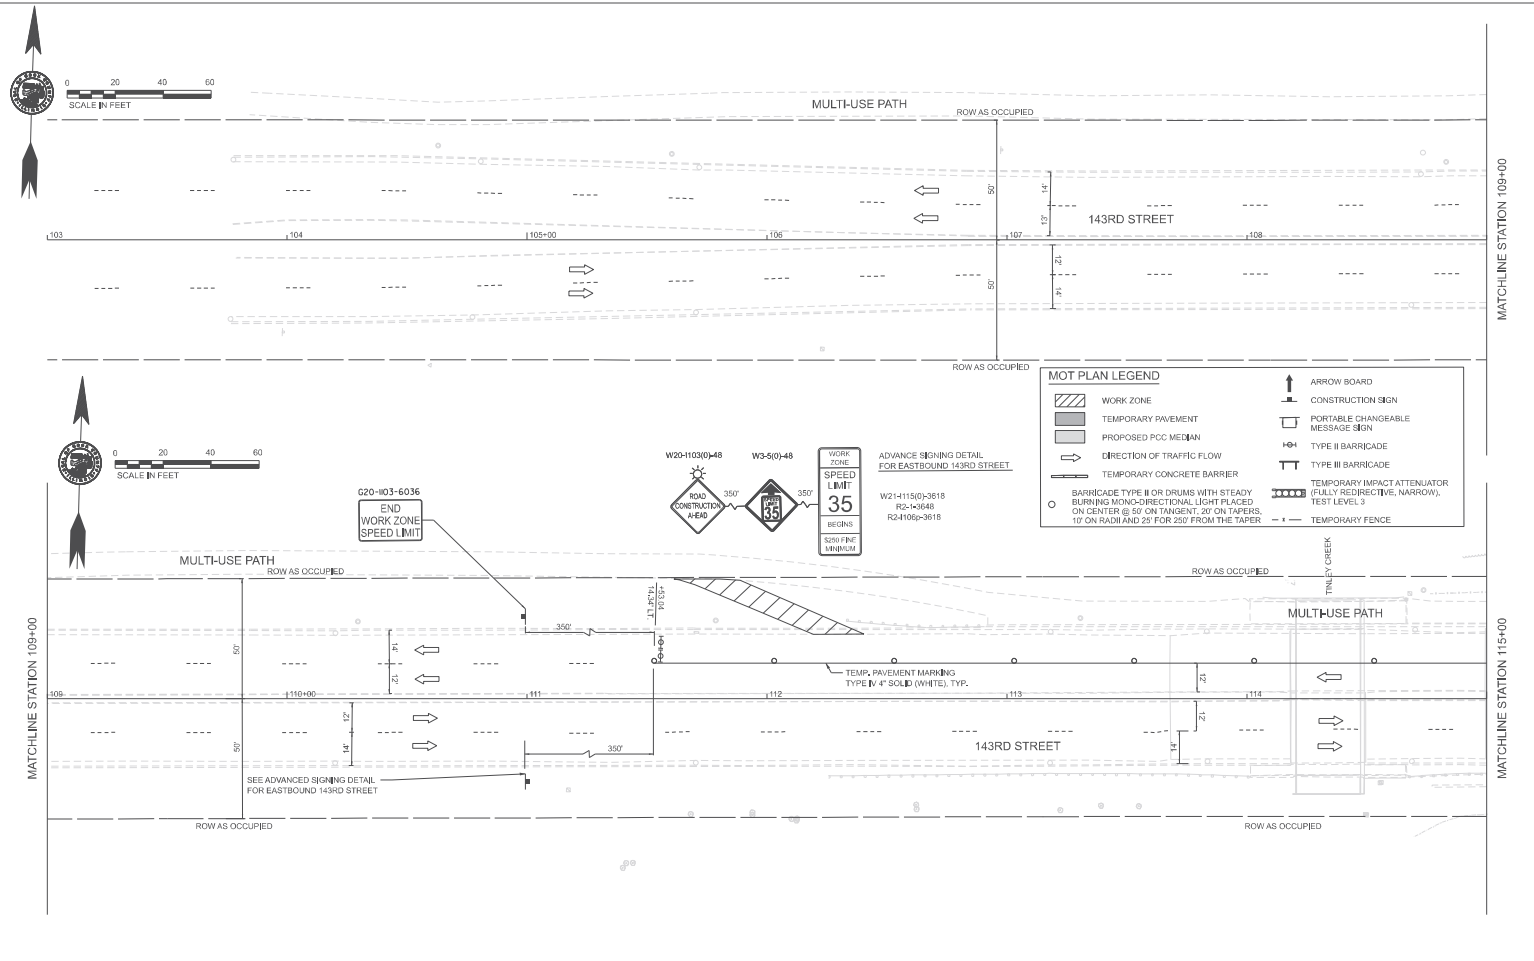 0 20 40 60
SCALE IN FEET
MULTI-USE PATH
ROW AS OCCUPIED
50'
14'
13'
143RD STREET
103 104 105+00 106 107 108
12'
50'
14'
MATCHLINE STATION 109+00
ROW AS OCCUPIED
MOT PLAN LEGEND
WORK ZONE
TEMPORARY PAVEMENT
PROPOSED PCC MEDIAN
DIRECTION OF TRAFFIC FLOW
TEMPORARY CONCRETE BARRIER
BARRICADE TYPE II OR DRUMS WITH STEADY
BURNING MONO-DIRECTIONAL LIGHT PLACED
ON CENTER @ 50' ON TANGENT, 20' ON TAPERS,
10' ON RADII AND 25' FOR 250' FROM THE TAPER
ARROW BOARD
CONSTRUCTION SIGN
PORTABLE CHANGEABLE
MESSAGE SIGN
TYPE II BARRICADE
TYPE III BARRICADE
TEMPORARY IMPACT ATTENUATOR
(FULLY REDIRECTIVE, NARROW),
TEST LEVEL 3
TEMPORARY FENCE
0 20 40 60
SCALE IN FEET
G20-I103-6036
END
WORK ZONE
SPEED LIMIT
W20-I103(0)-48
ROAD
CONSTRUCTION
AHEAD
350'
W3-5(0)-48
SPEED
LIMIT
35
350'
WORK
ZONE
SPEED
LIMIT
35
BEGINS
$250 FINE
MINIMUM
ADVANCE SIGNING DETAIL
FOR EASTBOUND 143RD STREET
W21-I115(0)-3618
R2-1-3648
R2-I106p-3618
MULTI-USE PATH
ROW AS OCCUPIED
ROW AS OCCUPIED
TINLEY CREEK
MULTI-USE PATH
+53.04
14.34' LT.
350'
50'
14'
12'
TEMP. PAVEMENT MARKING
TYPE IV 4" SOLID (WHITE), TYP.
12'
109 110+00 111 112 113 114
12'
14'
50'
350'
143RD STREET
12'
14'
SEE ADVANCED SIGNING DETAIL
FOR EASTBOUND 143RD STREET
ROW AS OCCUPIED
ROW AS OCCUPIED
MATCHLINE STATION 109+00
MATCHLINE STATION 115+00